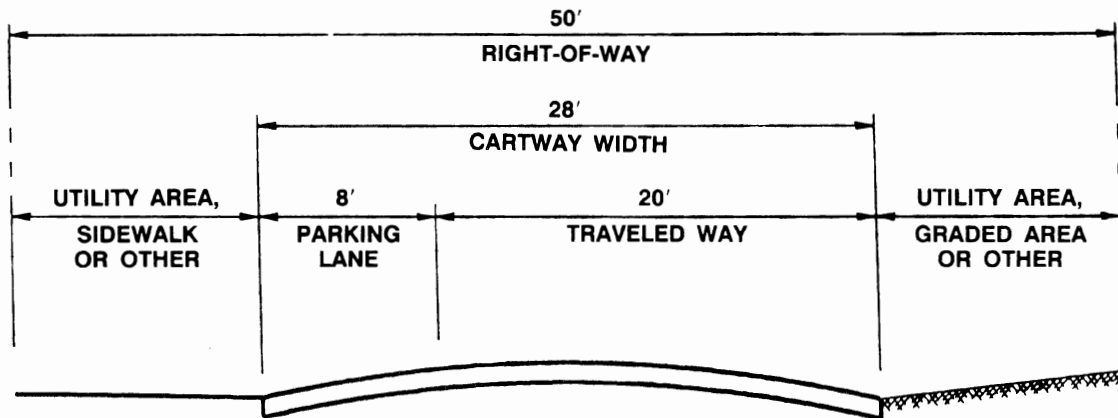 50'
RIGHT-OF-WAY
28'
CARTWAY WIDTH
UTILITY AREA,
SIDEWALK
OR OTHER
8'
PARKING
LANE
20'
TRAVELED WAY
UTILITY AREA,
GRADED AREA
OR OTHER